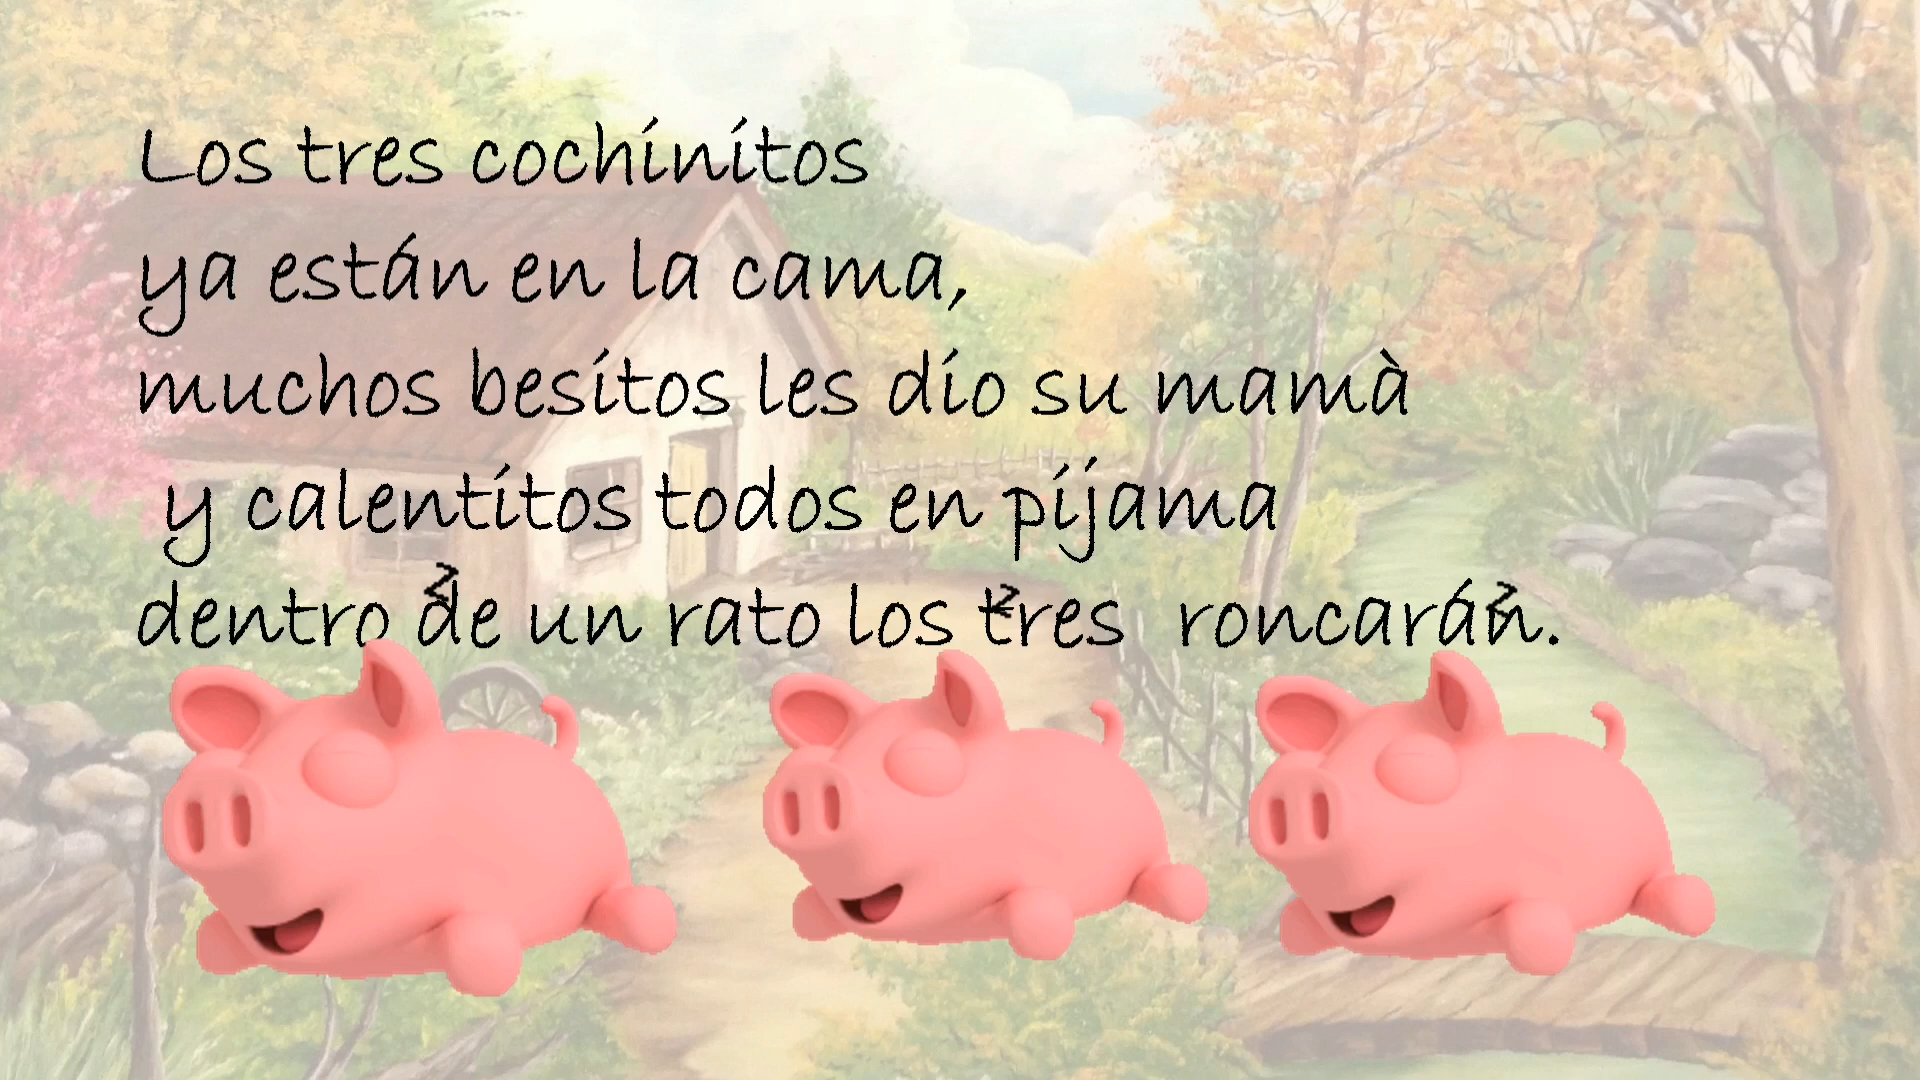 Los tres cochinitos
ya están en la cama,
muchos besitos les dio su mamà
y calentitos todos en pijama
dentro de un rato los tres roncarán.
z
z
z